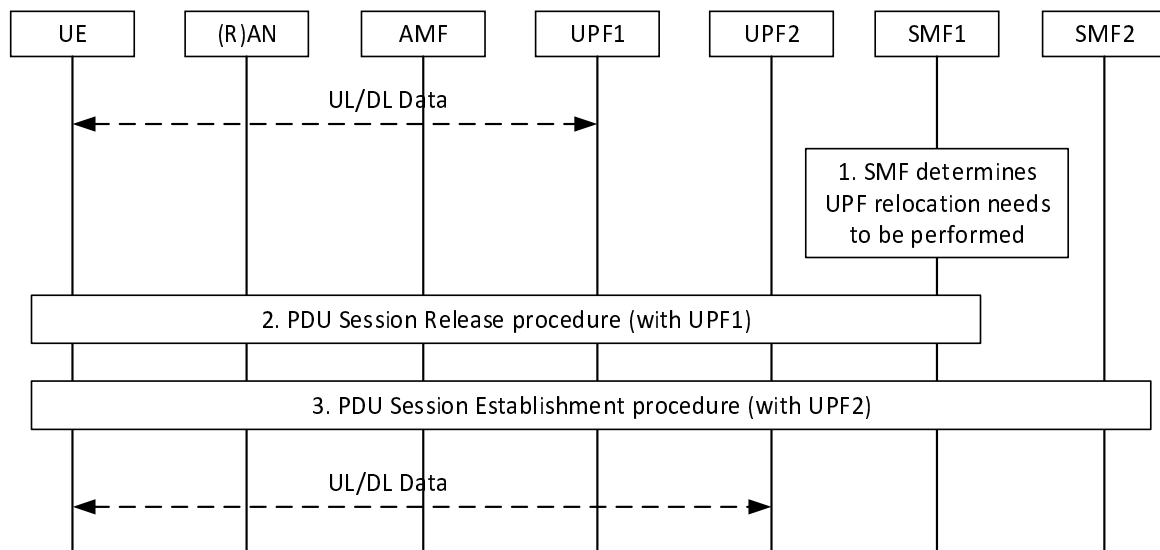 UE
(R)AN
AMF
UPF1
UPF2
SMF1
SMF2
UL/DL Data
1. SMF determines
UPF relocation needs
to be performed
2. PDU Session Release procedure (with UPF1)
3. PDU Session Establishment procedure (with UPF2)
UL/DL Data